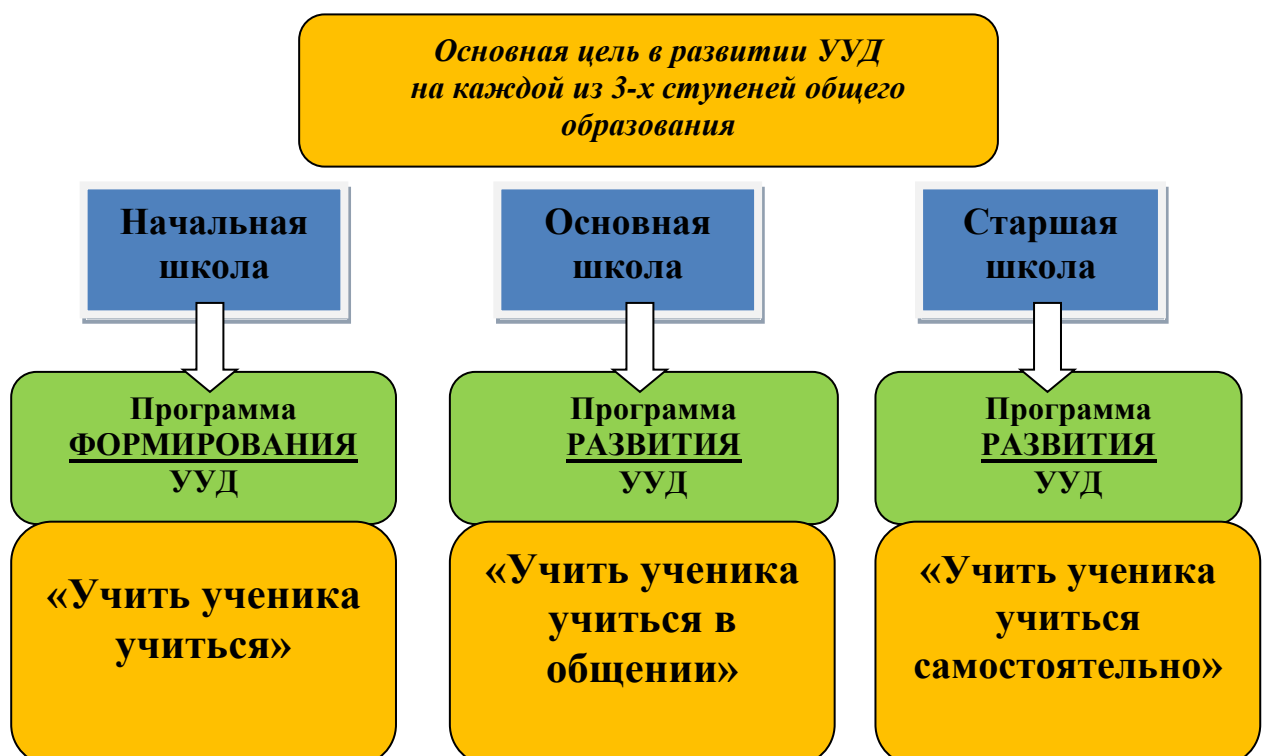 Основная цель в развитии УУД
на каждой из 3-х ступеней общего
образования
Начальная
школа
Основная
школа
Старшая
школа
Программа
ФОРМИРОВАНИЯ
УУД
Программа
РАЗВИТИЯ
УУД
Программа
РАЗВИТИЯ
УУД
«Учить ученика
учиться»
«Учить ученика
учиться в
общении»
«Учить ученика
учиться
самостоятельно»